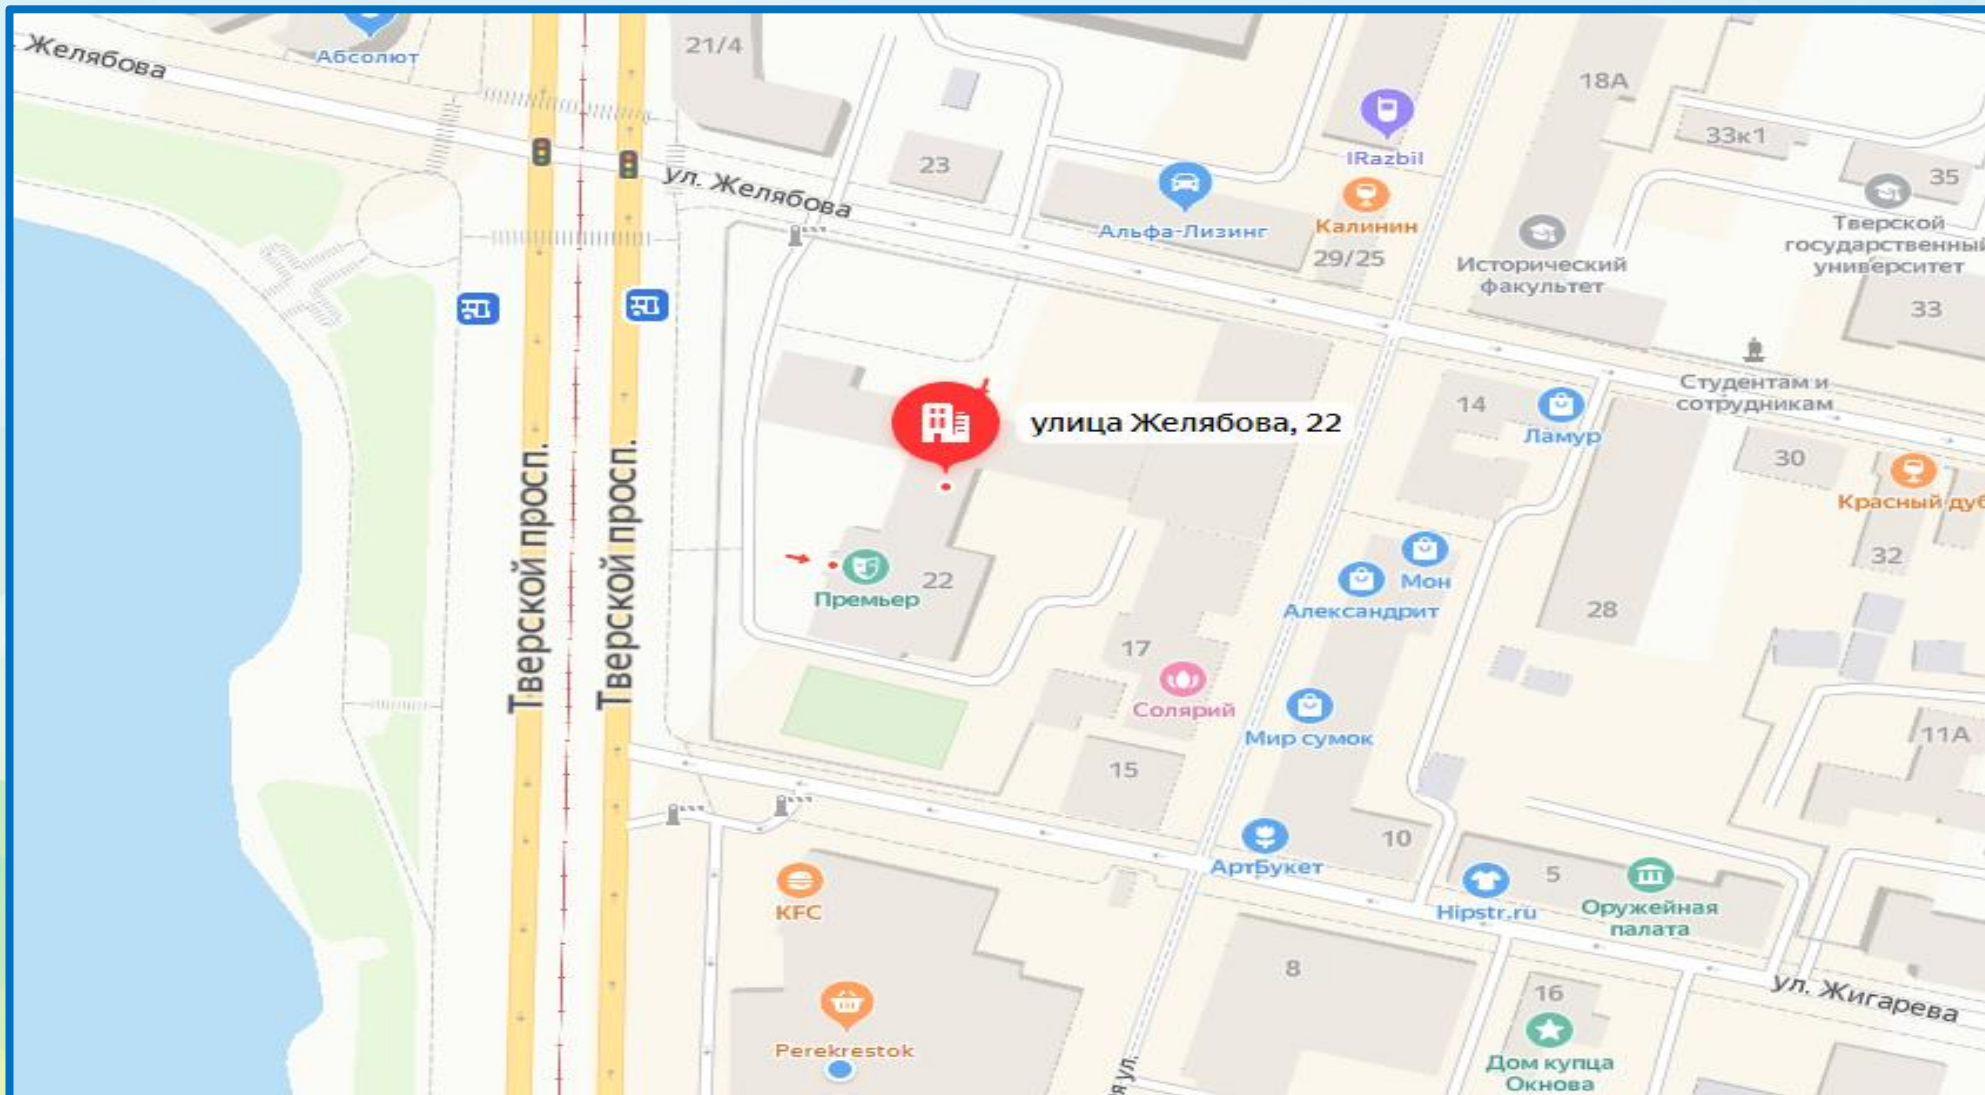 Желябова
Абсолют
21/4
18А
IRazbil
33к1
23
35
ул. Желябова
Альфа-Лизинг
Калинин
Тверской
государственный
университет
29/25
Исторический
факультет
33
Студентам и
сотрудникам
улица Желябова, 22
14
Ламур
30
Красный дуб
Тверской просп.
Тверской просп.
Премьер
22
Мон
Александрит
28
32
17
Солярий
Мир сумок
11А
15
10
АртБукет
5
KFC
Hipstr.ru
Оружейная
палата
8
16
ул. Жигарева
Perekrestok
Дом купца
Окнова
я ул.